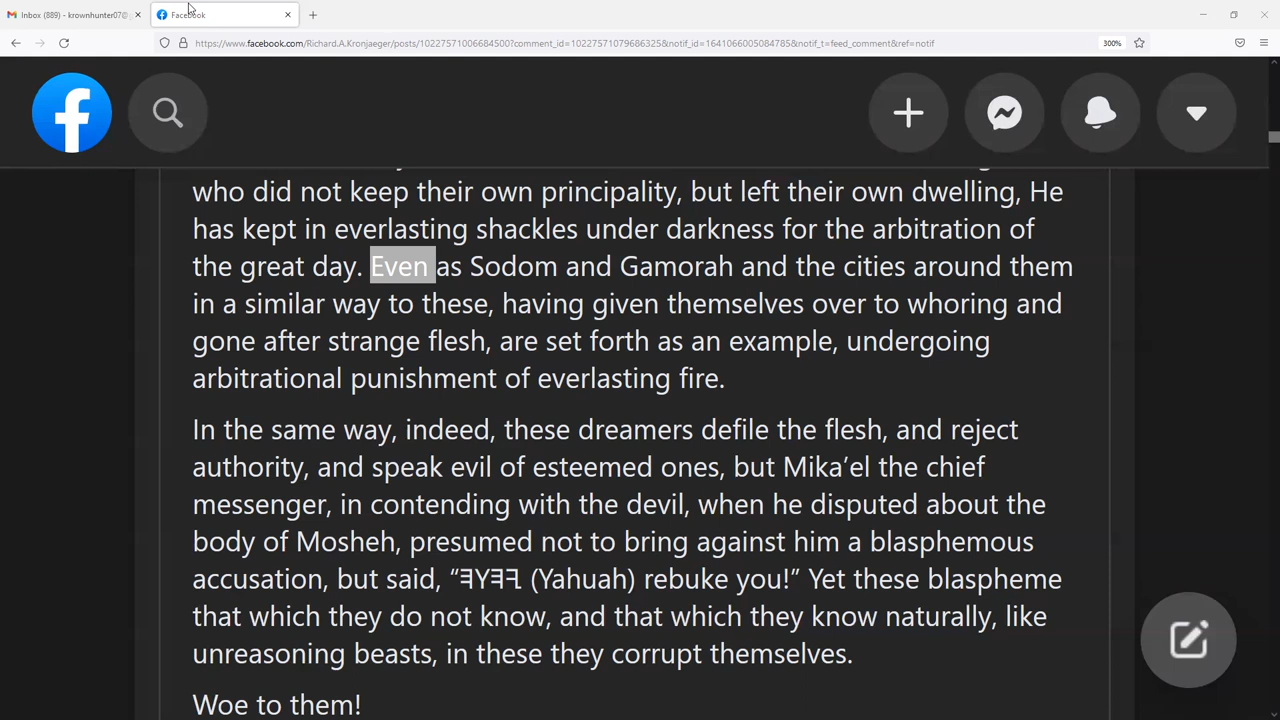 Inbox (889) - krownhunter07@
Facebook
https://www.facebook.com/Richard.A.Kronjaeger/posts/10227571006684500?comment_id=10227571079686325&notif_id=1641066005084785&notif_t=feed_comment&ref=notif
300%
who did not keep their own principality, but left their own dwelling, He
has kept in everlasting shackles under darkness for the arbitration of
the great day. Even as Sodom and Gamorah and the cities around them
in a similar way to these, having given themselves over to whoring and
gone after strange flesh, are set forth as an example, undergoing
arbitrational punishment of everlasting fire.
In the same way, indeed, these dreamers defile the flesh, and reject
authority, and speak evil of esteemed ones, but Mika’el the chief
messenger, in contending with the devil, when he disputed about the
body of Mosheh, presumed not to bring against him a blasphemous
accusation, but said, “𐤉𐤄𐤅𐤄 (Yahuah) rebuke you!” Yet these blaspheme
that which they do not know, and that which they know naturally, like
unreasoning beasts, in these they corrupt themselves.
Woe to them!